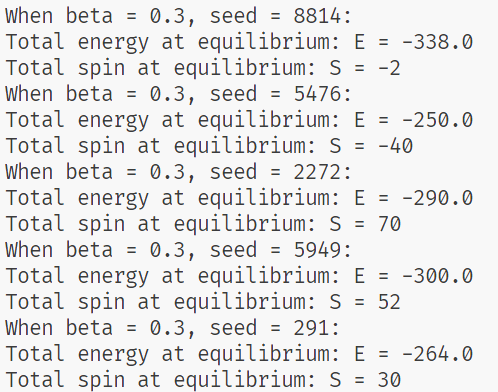 When beta = 0.3, seed = 8814:
Total energy at equilibrium: E = -338.0
Total spin at equilibrium: S = -2
When beta = 0.3, seed = 5476:
Total energy at equilibrium: E = -250.0
Total spin at equilibrium: S = -40
When beta = 0.3, seed = 2272:
Total energy at equilibrium: E = -290.0
Total spin at equilibrium: S = 70
When beta = 0.3, seed = 5949:
Total energy at equilibrium: E = -300.0
Total spin at equilibrium: S = 52
When beta = 0.3, seed = 291:
Total energy at equilibrium: E = -264.0
Total spin at equilibrium: S = 30